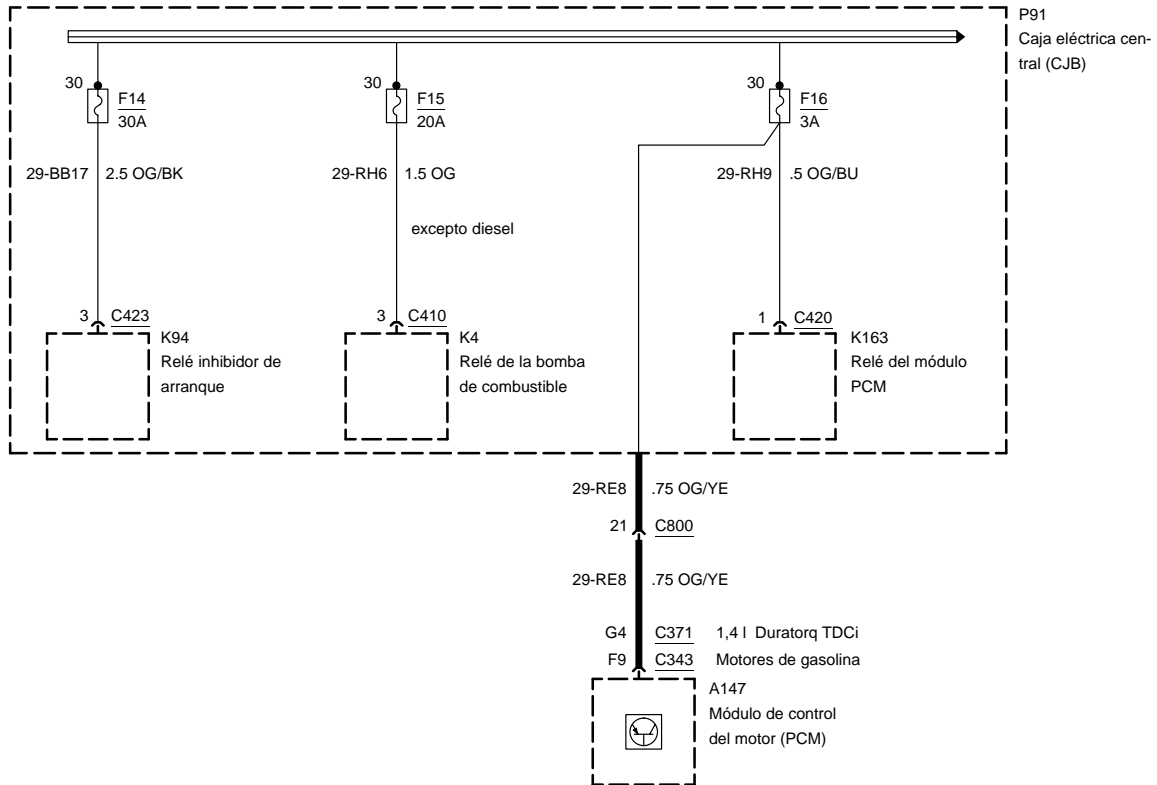 P91
Caja eléctrica cen-
tral (CJB)
30
F14
30A
30
F15
20A
30
F16
3A
29-BB17 2.5 OG/BK
29-RH6 1.5 OG
29-RH9 .5 OG/BU
excepto diesel
3 C423
3 C410
1 C420
K94
Relé inhibidor de
arranque
K4
Relé de la bomba
de combustible
K163
Relé del módulo
PCM
29-RE8 .75 OG/YE
21 C800
29-RE8 .75 OG/YE
G4 C371 1,4 l Duratorq TDCi
F9 C343 Motores de gasolina
A147
Módulo de control
del motor (PCM)